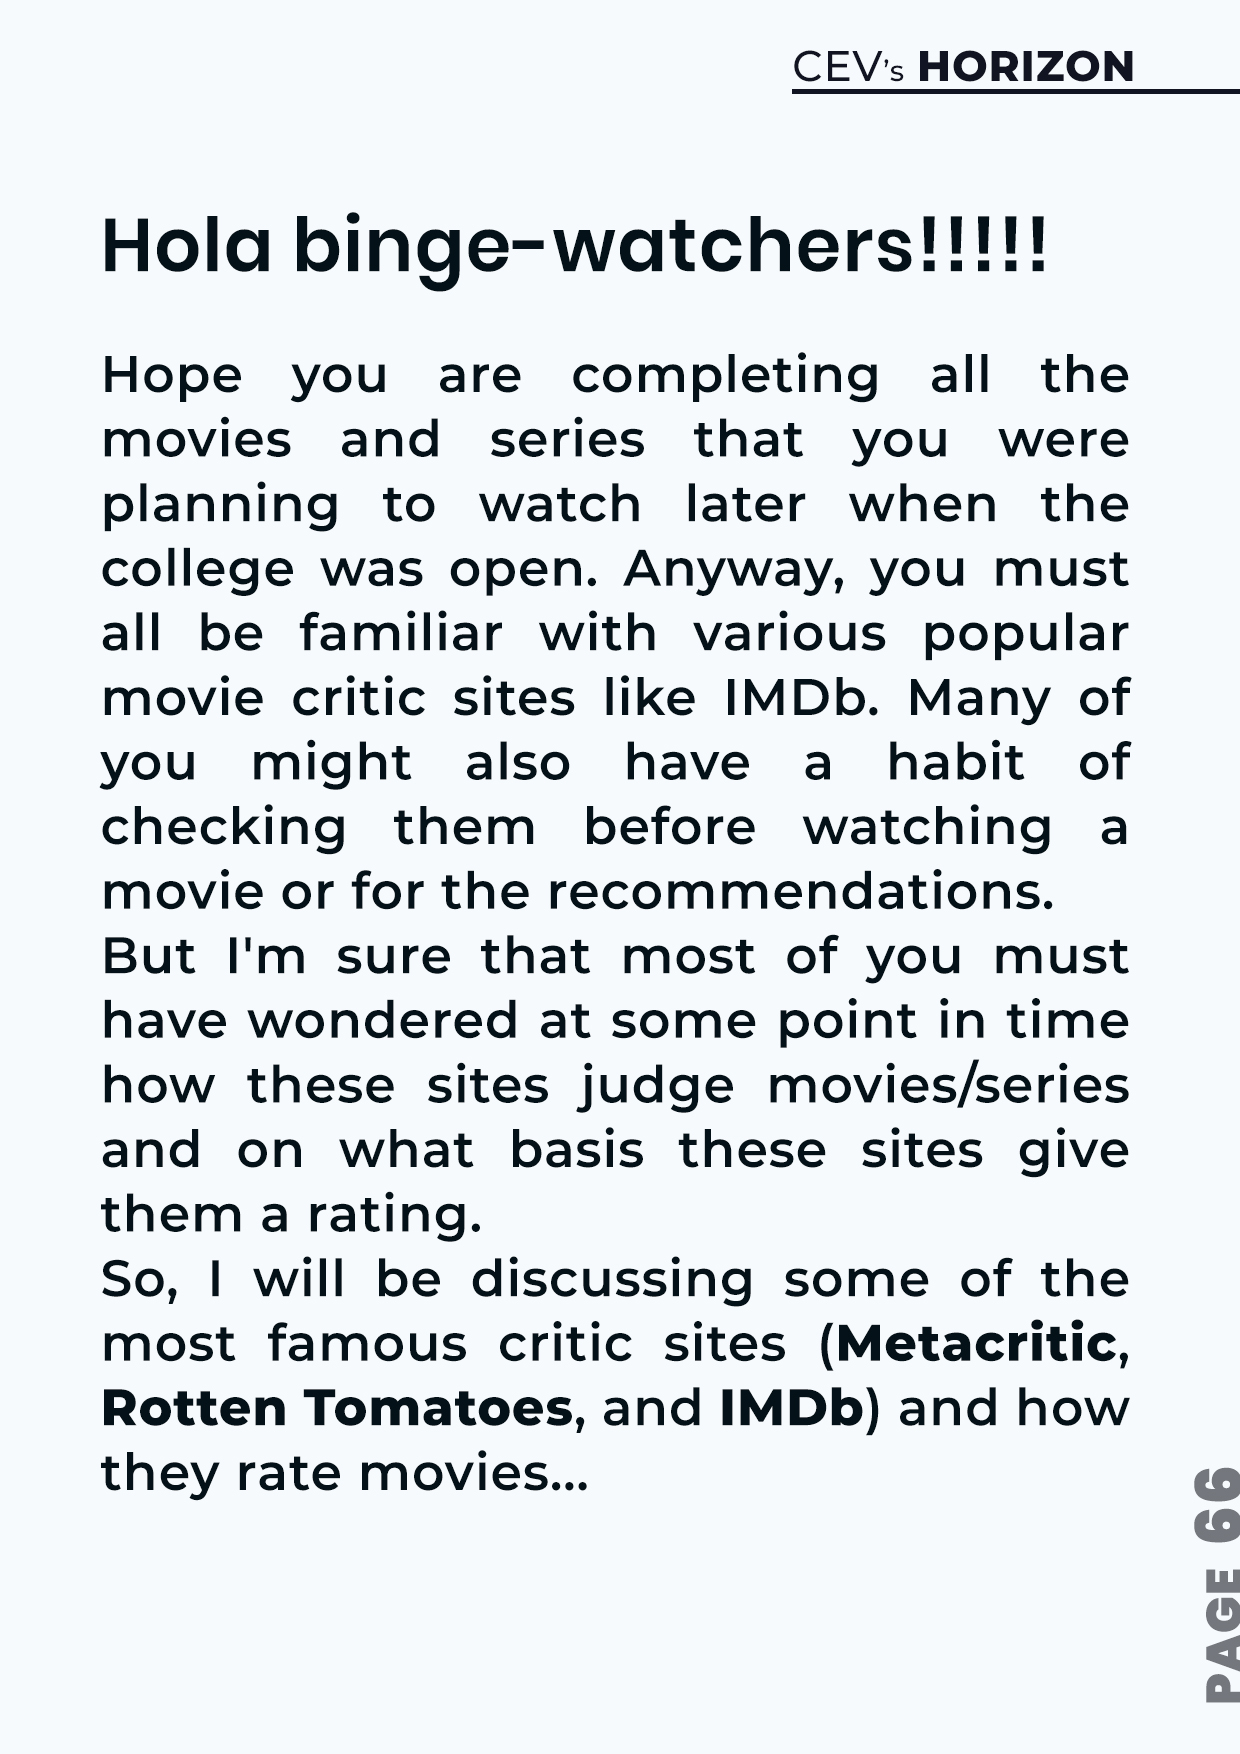 CEV's HORIZON
Hola binge-watchers!!!!!
Hope you are completing all the
movies and series that you were
planning to watch later when the
college was open. Anyway, you must
all be familiar with various popular
movie critic sites like IMDb. Many of
you might also have a habit of
checking them before watching a
movie or for the recommendations.
But I'm sure that most of you must
have wondered at some point in time
how these sites judge movies/series
and on what basis these sites give
them a rating.
So, I will be discussing some of the
most famous critic sites (Metacritic,
Rotten Tomatoes, and IMDb) and how
they rate movies...
PAGE 66